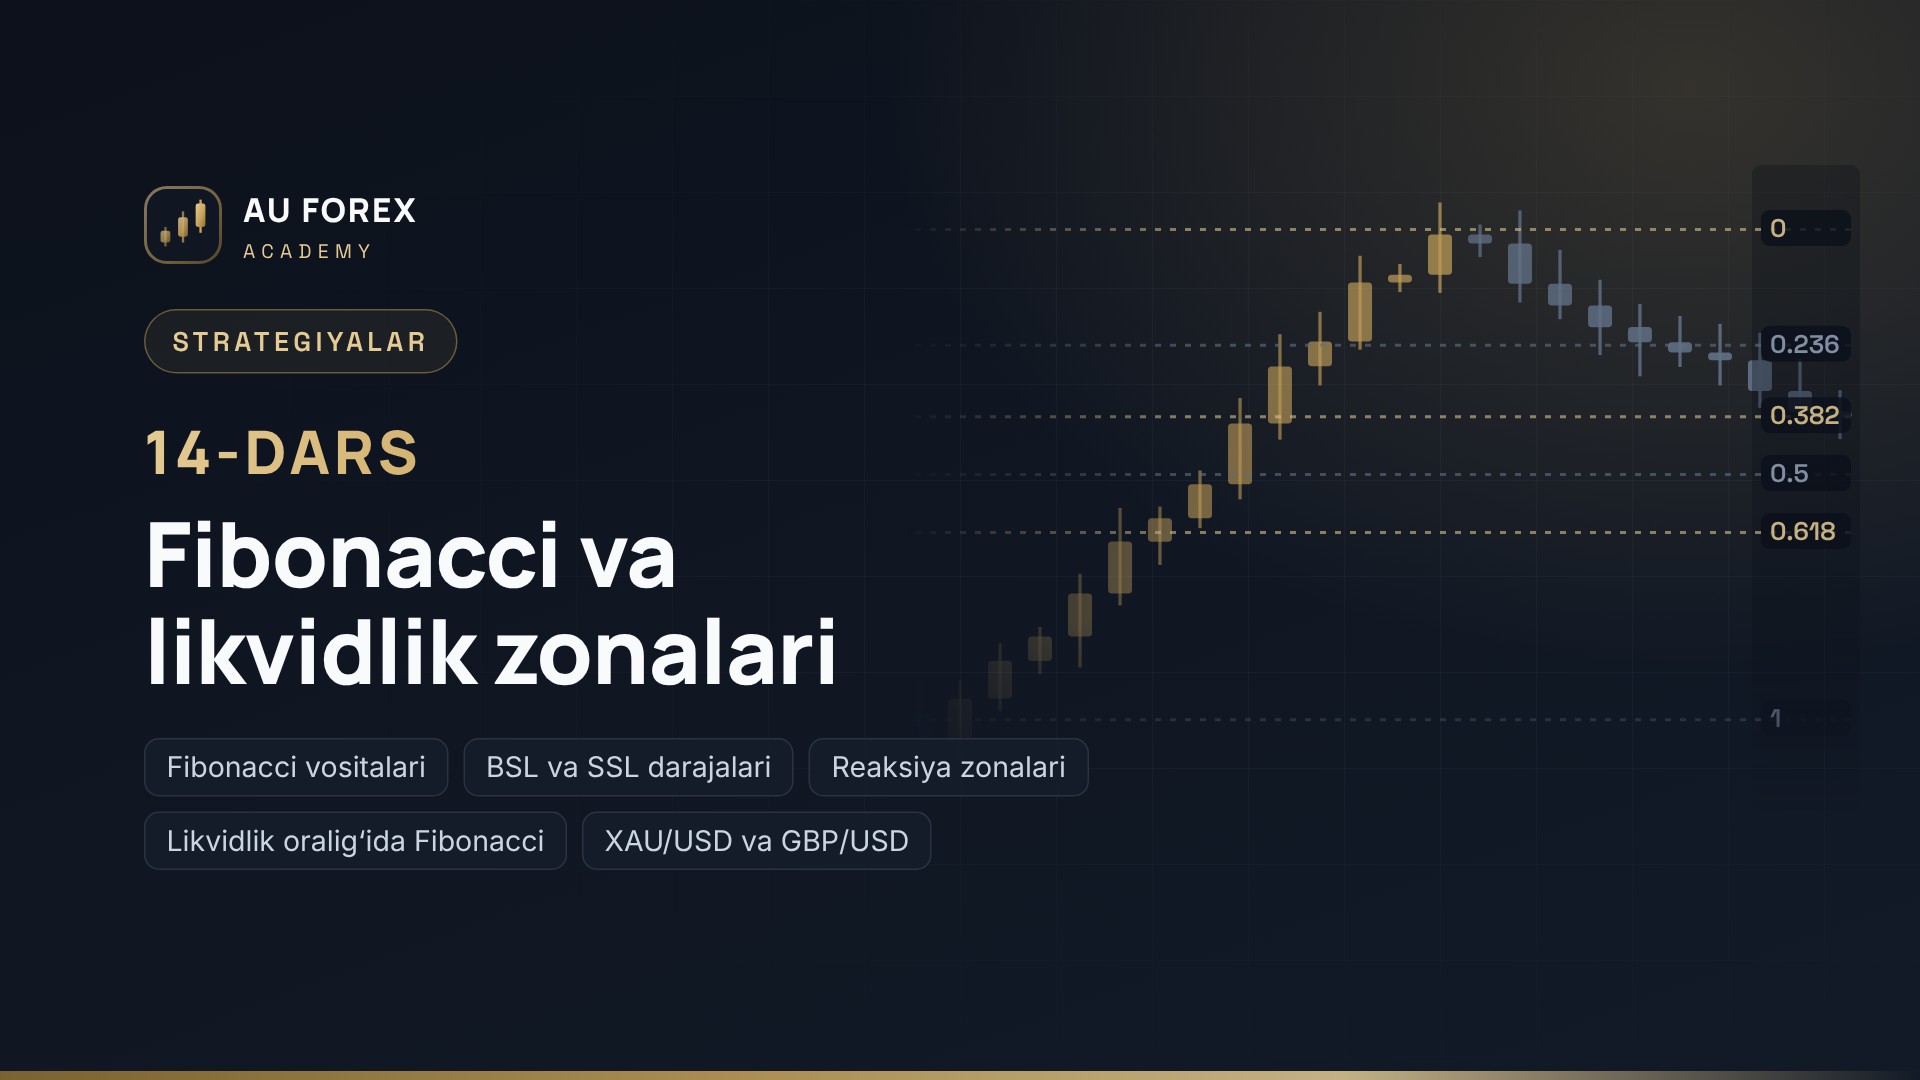 AU FOREX
ACADEMY
STRATEGIYALAR
14-DARS
Fibonacci va
likvidlik zonalari
Fibonacci vositalari
BSL va SSL darajalari
Reaksiya zonalari
Likvidlik oralig‘ida Fibonacci
XAU/USD va GBP/USD
0
0.236
0.382
0.5
0.618
1